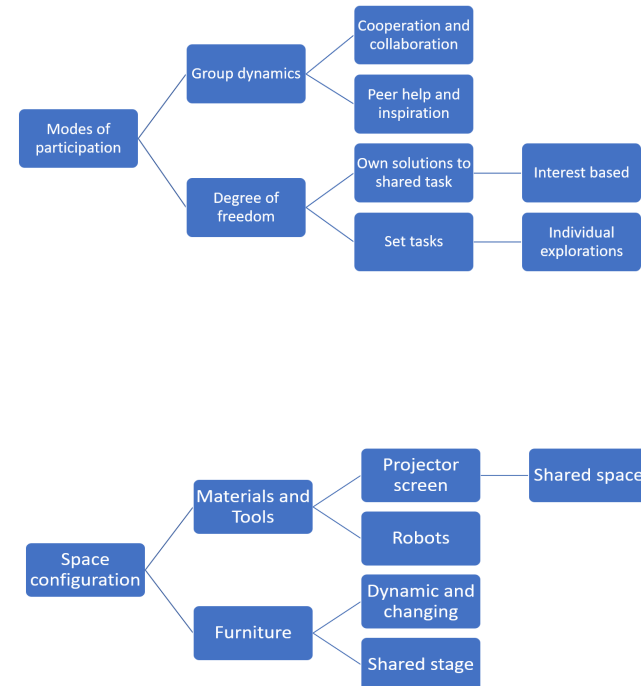 Cooperation and
collaboration
Group dynamics
Peer help and
inspiration
Modes of
participation
Own solutions to
shared task
Interest based
Degree of
freedom
Set tasks
Individual
explorations
Projector
screen
Shared space
Materials and
Tools
Robots
Space
configuration
Dynamic and
changing
Furniture
Shared stage